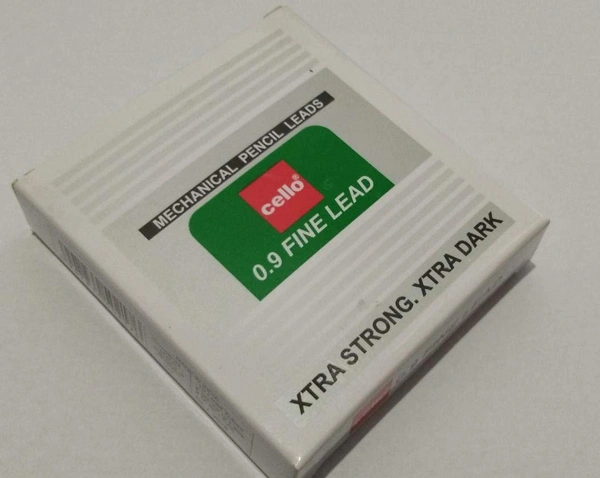 MECHANICAL PENCIL LEADS
cello®
0.9 FINE LEAD
XTRA STRONG. XTRA DARK